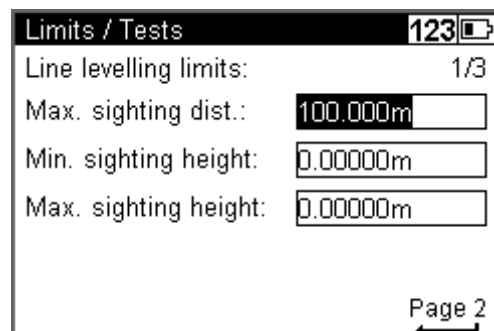 Limits / Tests 123
Line levelling limits: 1/3
Max. sighting dist.: 100.000m
Min. sighting height: 0.00000m
Max. sighting height: 0.00000m
Page 2